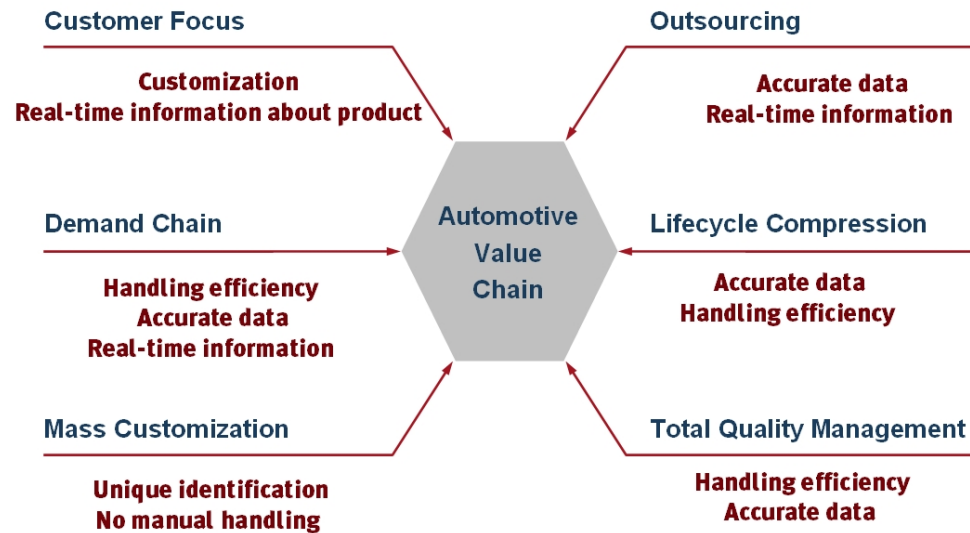 Customer Focus
Customization
Real-time information about product
Outsourcing
Accurate data
Real-time information
Automotive
Value
Chain
Demand Chain
Handling efficiency
Accurate data
Real-time information
Lifecycle Compression
Accurate data
Handling efficiency
Mass Customization
Unique identification
No manual handling
Total Quality Management
Handling efficiency
Accurate data